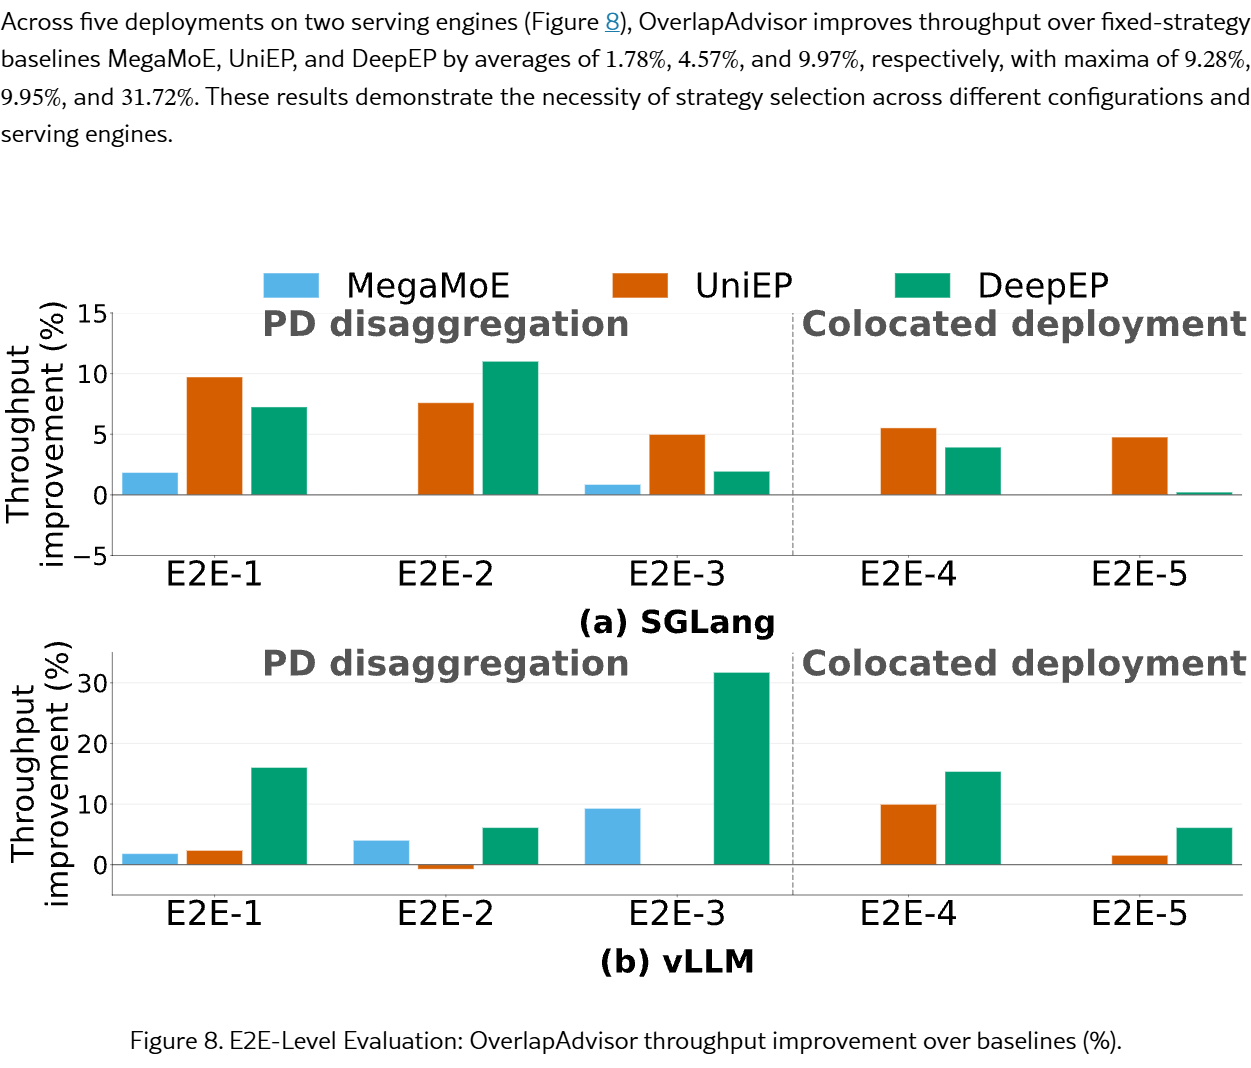 Across five deployments on two serving engines (Figure 8), OverlapAdvisor improves throughput over fixed-strategy
baselines MegaMoE, UniEP, and DeepEP by averages of 1.78%, 4.57%, and 9.97%, respectively, with maxima of 9.28%,
9.95%, and 31.72%. These results demonstrate the necessity of strategy selection across different configurations and
serving engines.
MegaMoE UniEP DeepEP
PD disaggregation Colocated deployment
Throughput
improvement (%)
15
10
5
0
−5
E2E-1 E2E-2 E2E-3 E2E-4 E2E-5
(a) SGLang
PD disaggregation Colocated deployment
Throughput
improvement (%)
30
20
10
0
E2E-1 E2E-2 E2E-3 E2E-4 E2E-5
(b) vLLM
Figure 8. E2E-Level Evaluation: OverlapAdvisor throughput improvement over baselines (%).